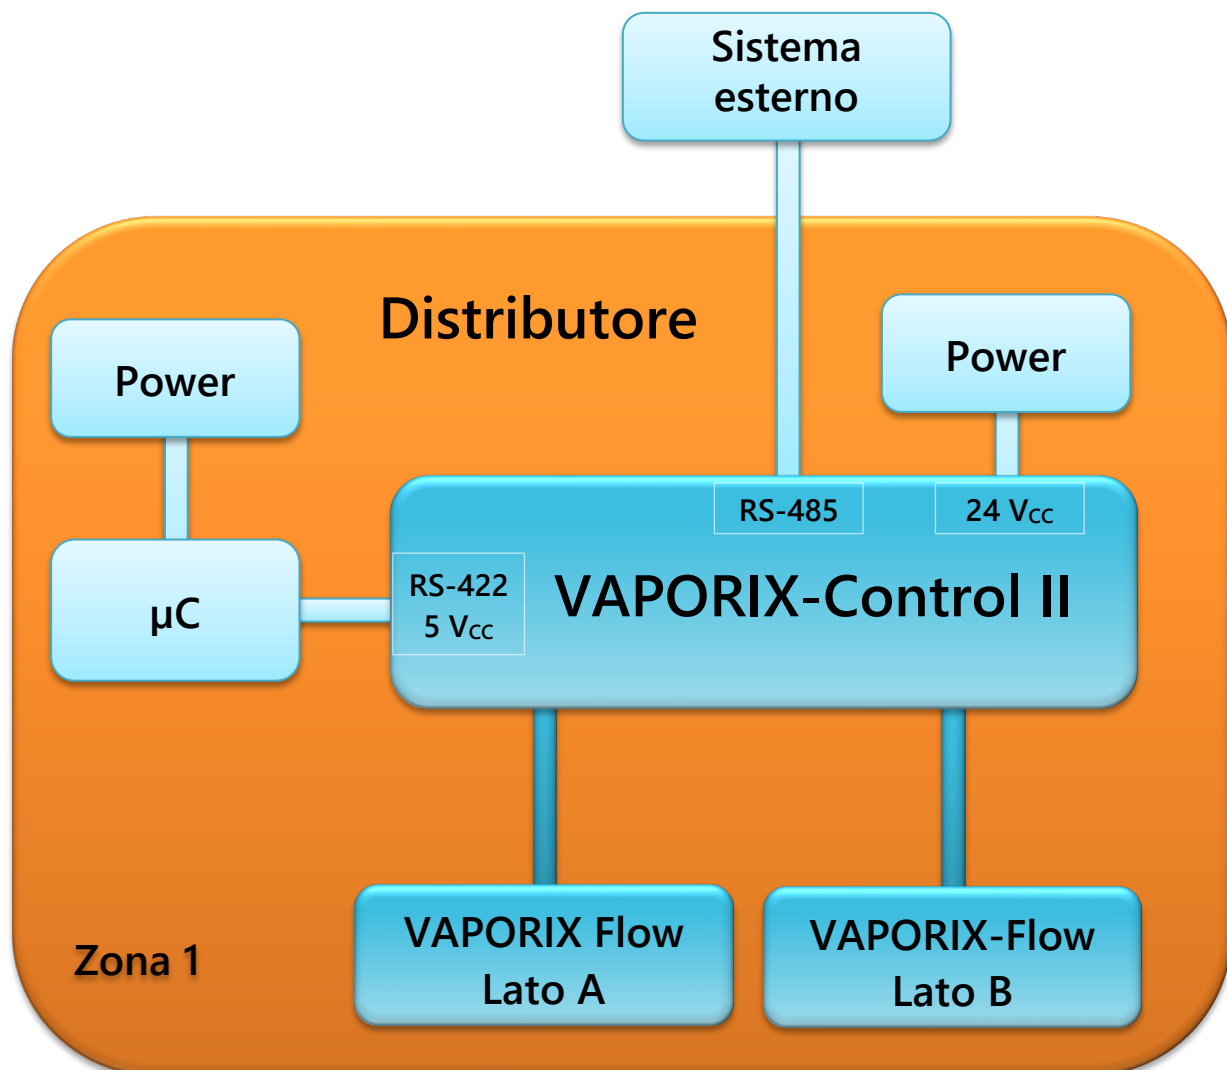 Sistema
esterno
Distributore
Power
Power
RS-485
24 Vcc
RS-422
5 Vcc
VAPORIX-Control II
µC
VAPORIX Flow
Lato A
VAPORIX-Flow
Lato B
Zona 1